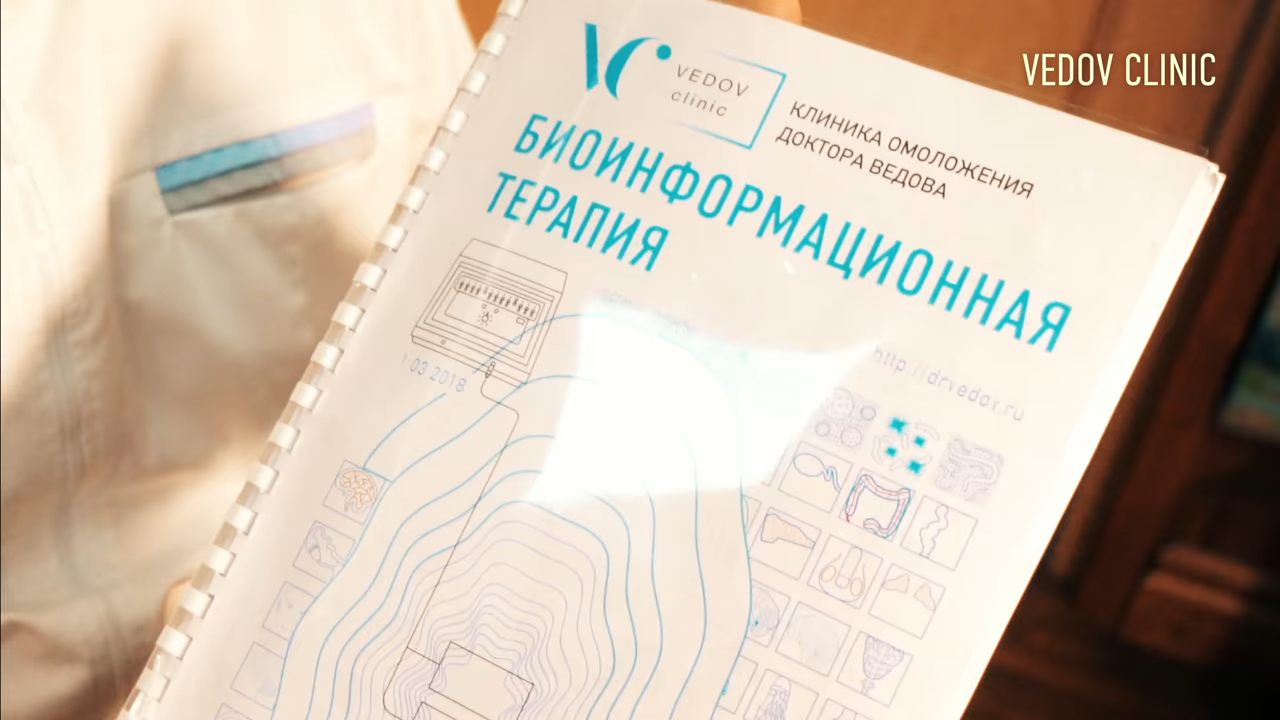 VEDOV CLINIC
VC
VEDOV
clinic
КЛИНИКА ОМОЛОЖЕНИЯ
ДОКТОРА ВЕДОВА
БИОИНФОРМАЦИОННАЯ
ТЕРАПИЯ
1 03 2018
http://drvedov.ru